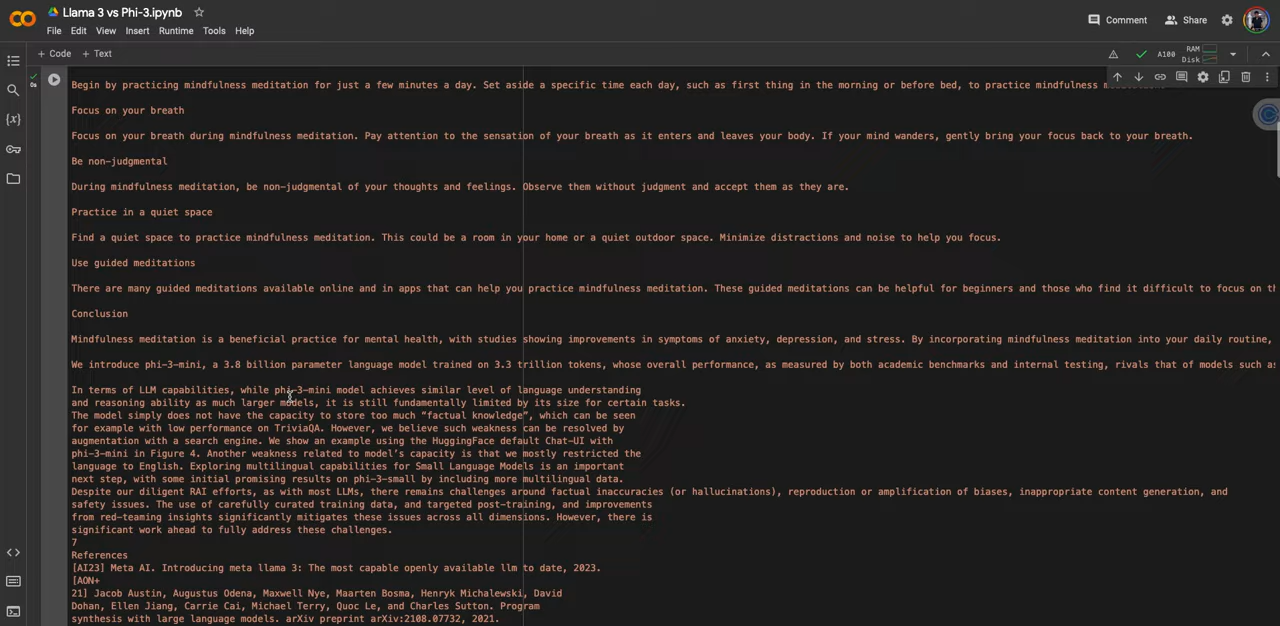 Llama 3 vs Phi-3.ipynb
File Edit View Insert Runtime Tools Help
Comment
Share
+ Code + Text
A100
RAM
Disk
0s
Begin by practicing mindfulness meditation for just a few minutes a day. Set aside a specific time each day, such as first thing in the morning or before bed, to practice mindfulness
Focus on your breath
Focus on your breath during mindfulness meditation. Pay attention to the sensation of your breath as it enters and leaves your body. If your mind wanders, gently bring your focus back to your breath.
Be non-judgmental
During mindfulness meditation, be non-judgmental of your thoughts and feelings. Observe them without judgment and accept them as they are.
Practice in a quiet space
Find a quiet space to practice mindfulness meditation. This could be a room in your home or a quiet outdoor space. Minimize distractions and noise to help you focus.
Use guided meditations
There are many guided meditations available online and in apps that can help you practice mindfulness meditation. These guided meditations can be helpful for beginners and those who find it difficult to focus on th
Conclusion
Mindfulness meditation is a beneficial practice for mental health, with studies showing improvements in symptoms of anxiety, depression, and stress. By incorporating mindfulness meditation into your daily routine,
We introduce phi-3-mini, a 3.8 billion parameter language model trained on 3.3 trillion tokens, whose overall performance, as measured by both academic benchmarks and internal testing, rivals that of models such as
In terms of LLM capabilities, while phi-3-mini model achieves similar level of language understanding
and reasoning ability as much larger models, it is still fundamentally limited by its size for certain tasks.
The model simply does not have the capacity to store too much “factual knowledge”, which can be seen
for example with low performance on TriviaQA. However, we believe such weakness can be resolved by
augmentation with a search engine. We show an example using the HuggingFace default Chat-UI with
phi-3-mini in Figure 4. Another weakness related to model’s capacity is that we mostly restricted the
language to English. Exploring multilingual capabilities for Small Language Models is an important
next step, with some initial promising results on phi-3-small by including more multilingual data.
Despite our diligent RAI efforts, as with most LLMs, there remains challenges around factual inaccuracies (or hallucinations), reproduction or amplification of biases, inappropriate content generation, and
safety issues. The use of carefully curated training data, and targeted post-training, and improvements
from red-teaming insights significantly mitigates these issues across all dimensions. However, there is
significant work ahead to fully address these challenges.
7
References
[AI23] Meta AI. Introducing meta llama 3: The most capable openly available llm to date, 2023.
[AON+
21] Jacob Austin, Augustus Odena, Maxwell Nye, Maarten Bosma, Henryk Michalewski, David
Dohan, Ellen Jiang, Carrie Cai, Michael Terry, Quoc Le, and Charles Sutton. Program
synthesis with large language models. arXiv preprint arXiv:2108.07732, 2021.